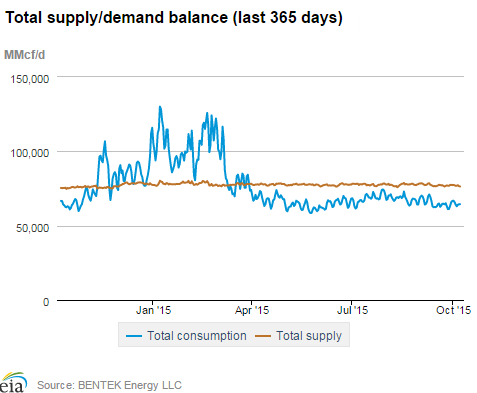 Total supply/demand balance (last 365 days)
MMcf/d
150,000
100,000
50,000
0
Jan '15 Apr '15 Jul '15 Oct '15
Total consumption Total supply
eia Source: BENTEK Energy LLC